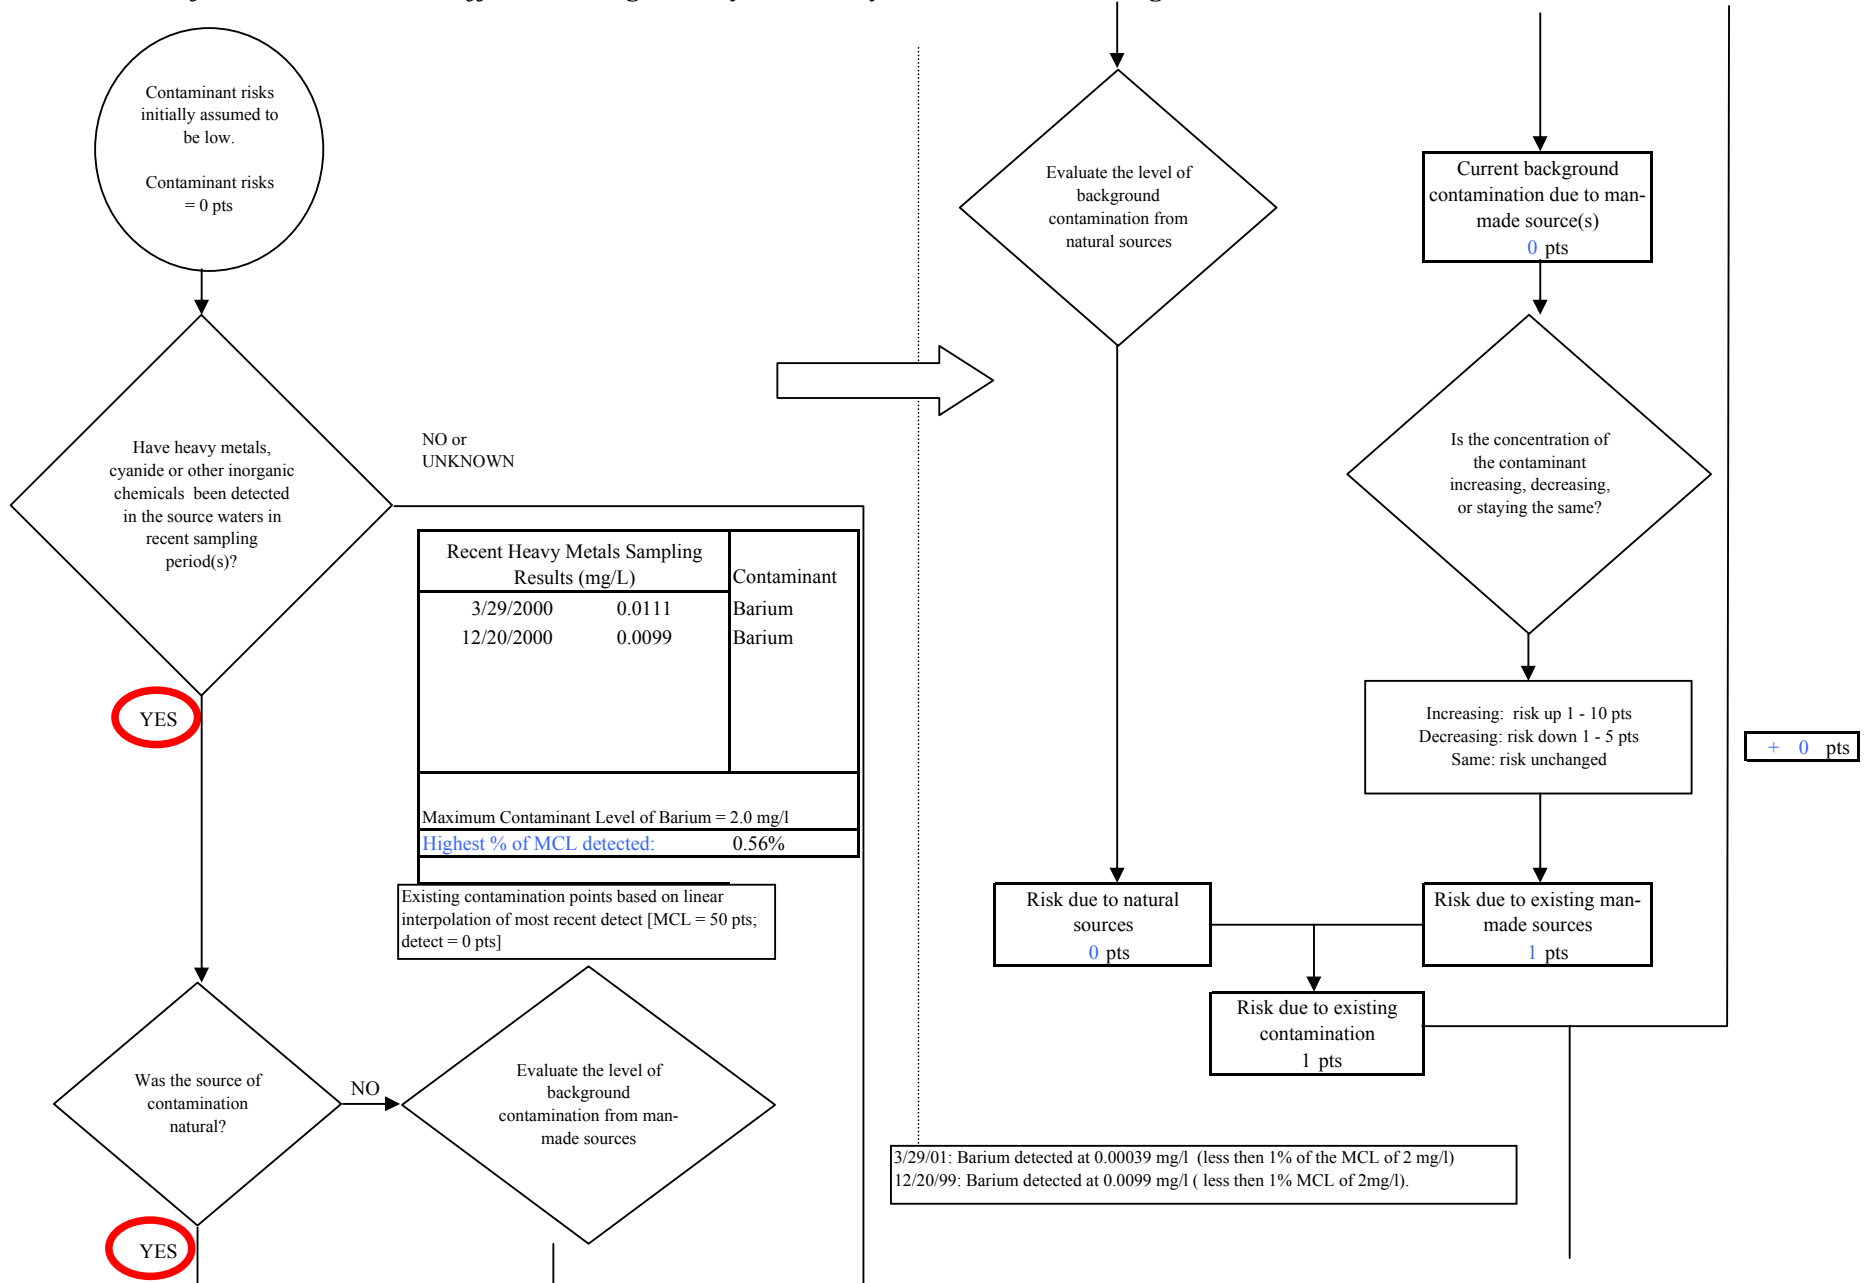 Contaminant risks
initially assumed to
be low.
Contaminant risks
= 0 pts
Have heavy metals,
cyanide or other inorganic
chemicals been detected
in the source waters in
recent sampling
period(s)?
NO or
UNKNOWN
YES
Recent Heavy Metals Sampling
Results (mg/L)
Contaminant
3/29/2000 0.0111 Barium
12/20/2000 0.0099 Barium
Maximum Contaminant Level of Barium = 2.0 mg/l
Highest % of MCL detected: 0.56%
Existing contamination points based on linear
interpolation of most recent detect [MCL = 50 pts;
detect = 0 pts]
Was the source of
contamination
natural?
NO
YES
Evaluate the level of
background
contamination from man-
made sources
Evaluate the level of
background
contamination from
natural sources
Current background
contamination due to man-
made source(s)
0 pts
Is the concentration of
the contaminant
increasing, decreasing,
or staying the same?
Increasing: risk up 1 - 10 pts
Decreasing: risk down 1 - 5 pts
Same: risk unchanged
+ 0 pts
Risk due to natural
sources
0 pts
Risk due to existing man-
made sources
1 pts
Risk due to existing
contamination
1 pts
3/29/01: Barium detected at 0.00039 mg/l (less then 1% of the MCL of 2 mg/l)
12/20/99: Barium detected at 0.0099 mg/l ( less then 1% MCL of 2mg/l).